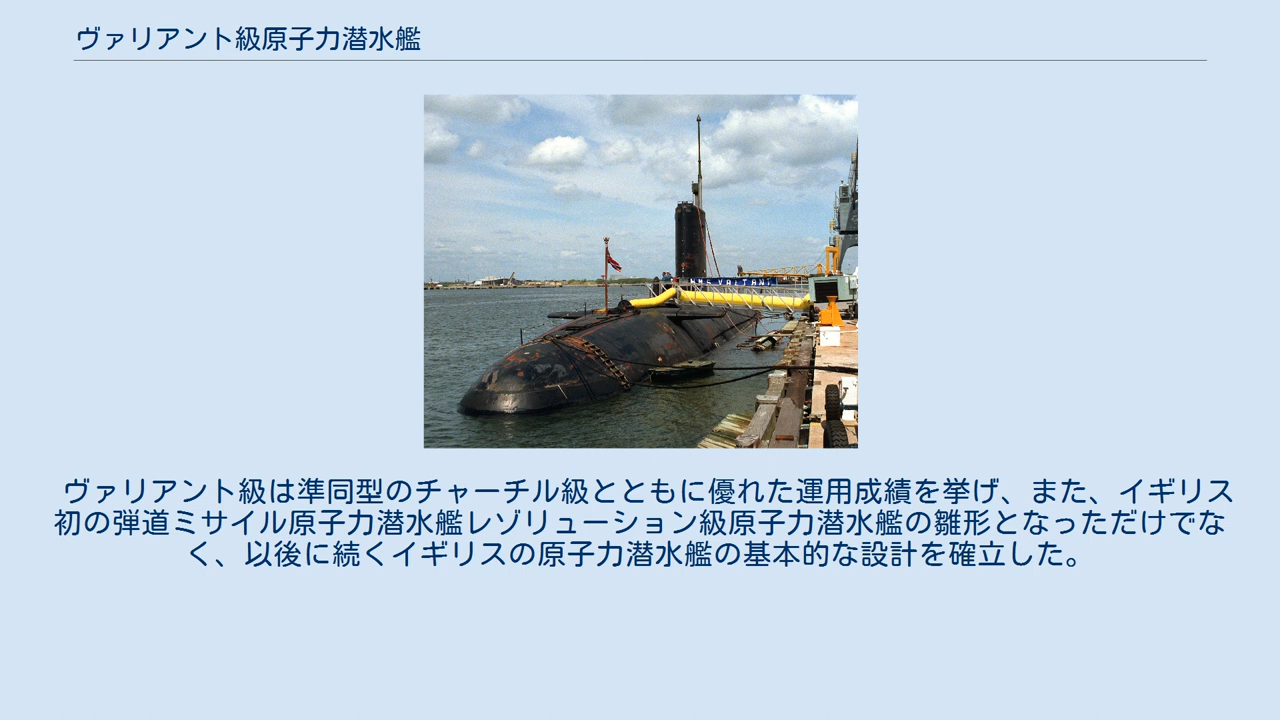 ヴァリアント級原子力潜水艦
HMS VALIANT
ヴァリアント級は準同型のチャーチル級とともに優れた運用成績を挙げ、また、イギリス
初の弾道ミサイル原子力潜水艦レゾリューション級原子力潜水艦の雛形となっただけでな
く、以後に続くイギリスの原子力潜水艦の基本的な設計を確立した。